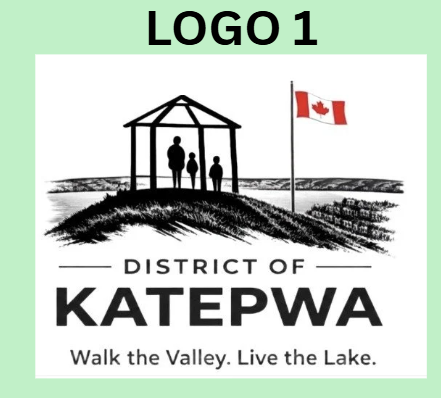 LOGO 1
DISTRICT OF
KATEPWA
Walk the Valley. Live the Lake.